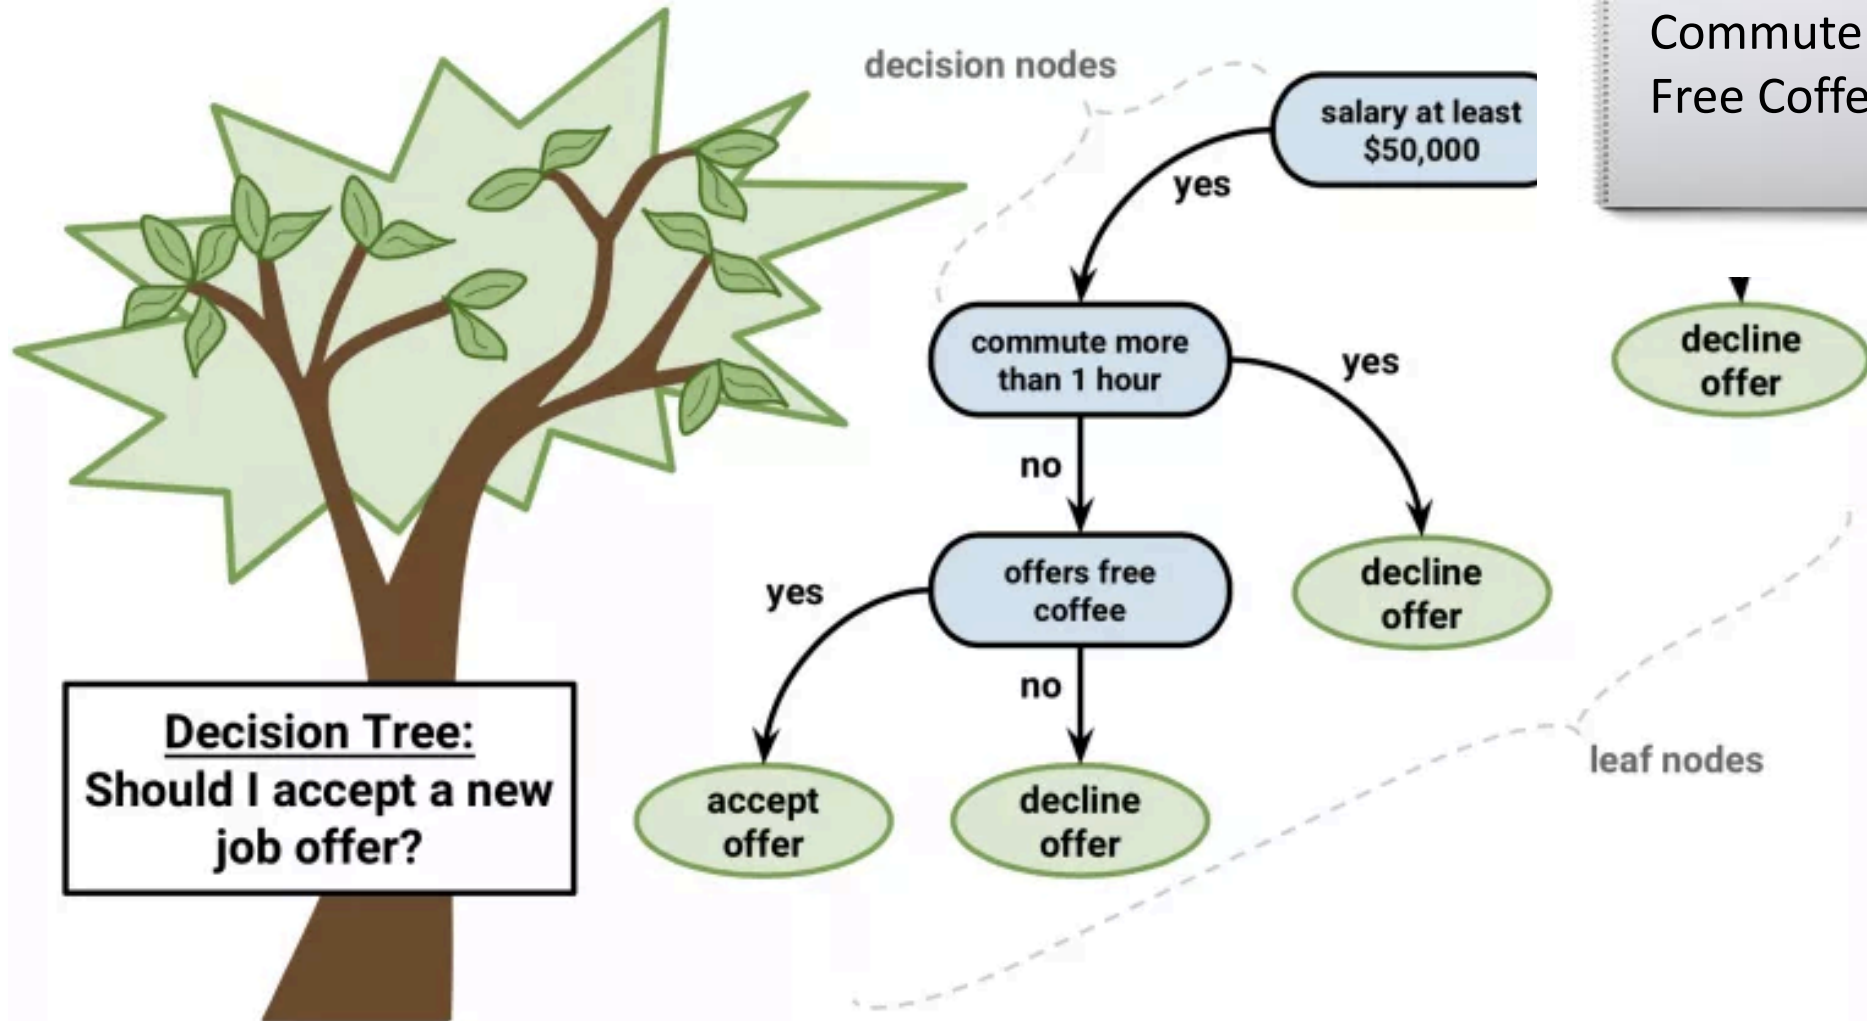 Commute
Free Coffe
decision nodes
salary at least
$50,000
yes
commute more
than 1 hour
yes
decline
offer
no
offers free
coffee
yes
decline
offer
no
accept
offer
decline
offer
leaf nodes
Decision Tree:
Should I accept a new
job offer?